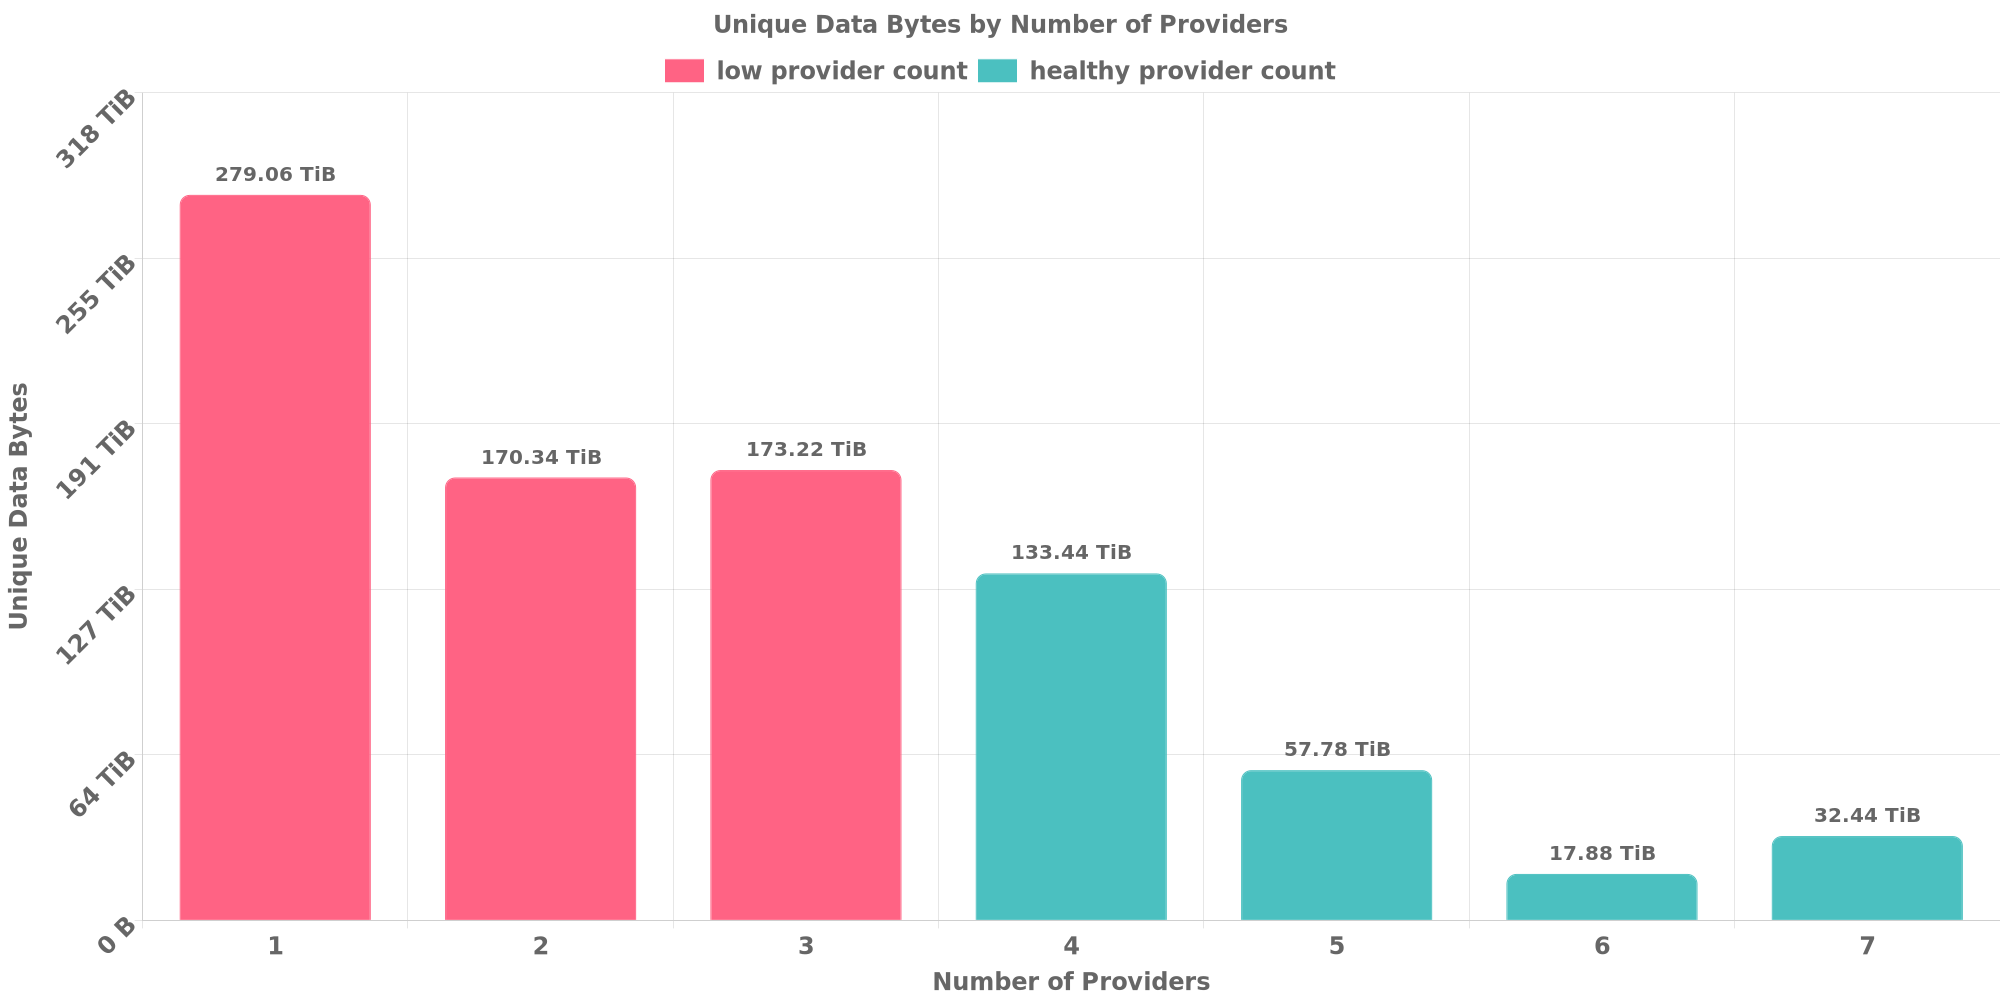 Unique Data Bytes by Number of Providers
low provider count healthy provider count
318 TiB
255 TiB
191 TiB
127 TiB
64 TiB
0 B
Unique Data Bytes
279.06 TiB
170.34 TiB
173.22 TiB
133.44 TiB
57.78 TiB
17.88 TiB
32.44 TiB
1 2 3 4 5 6 7
Number of Providers